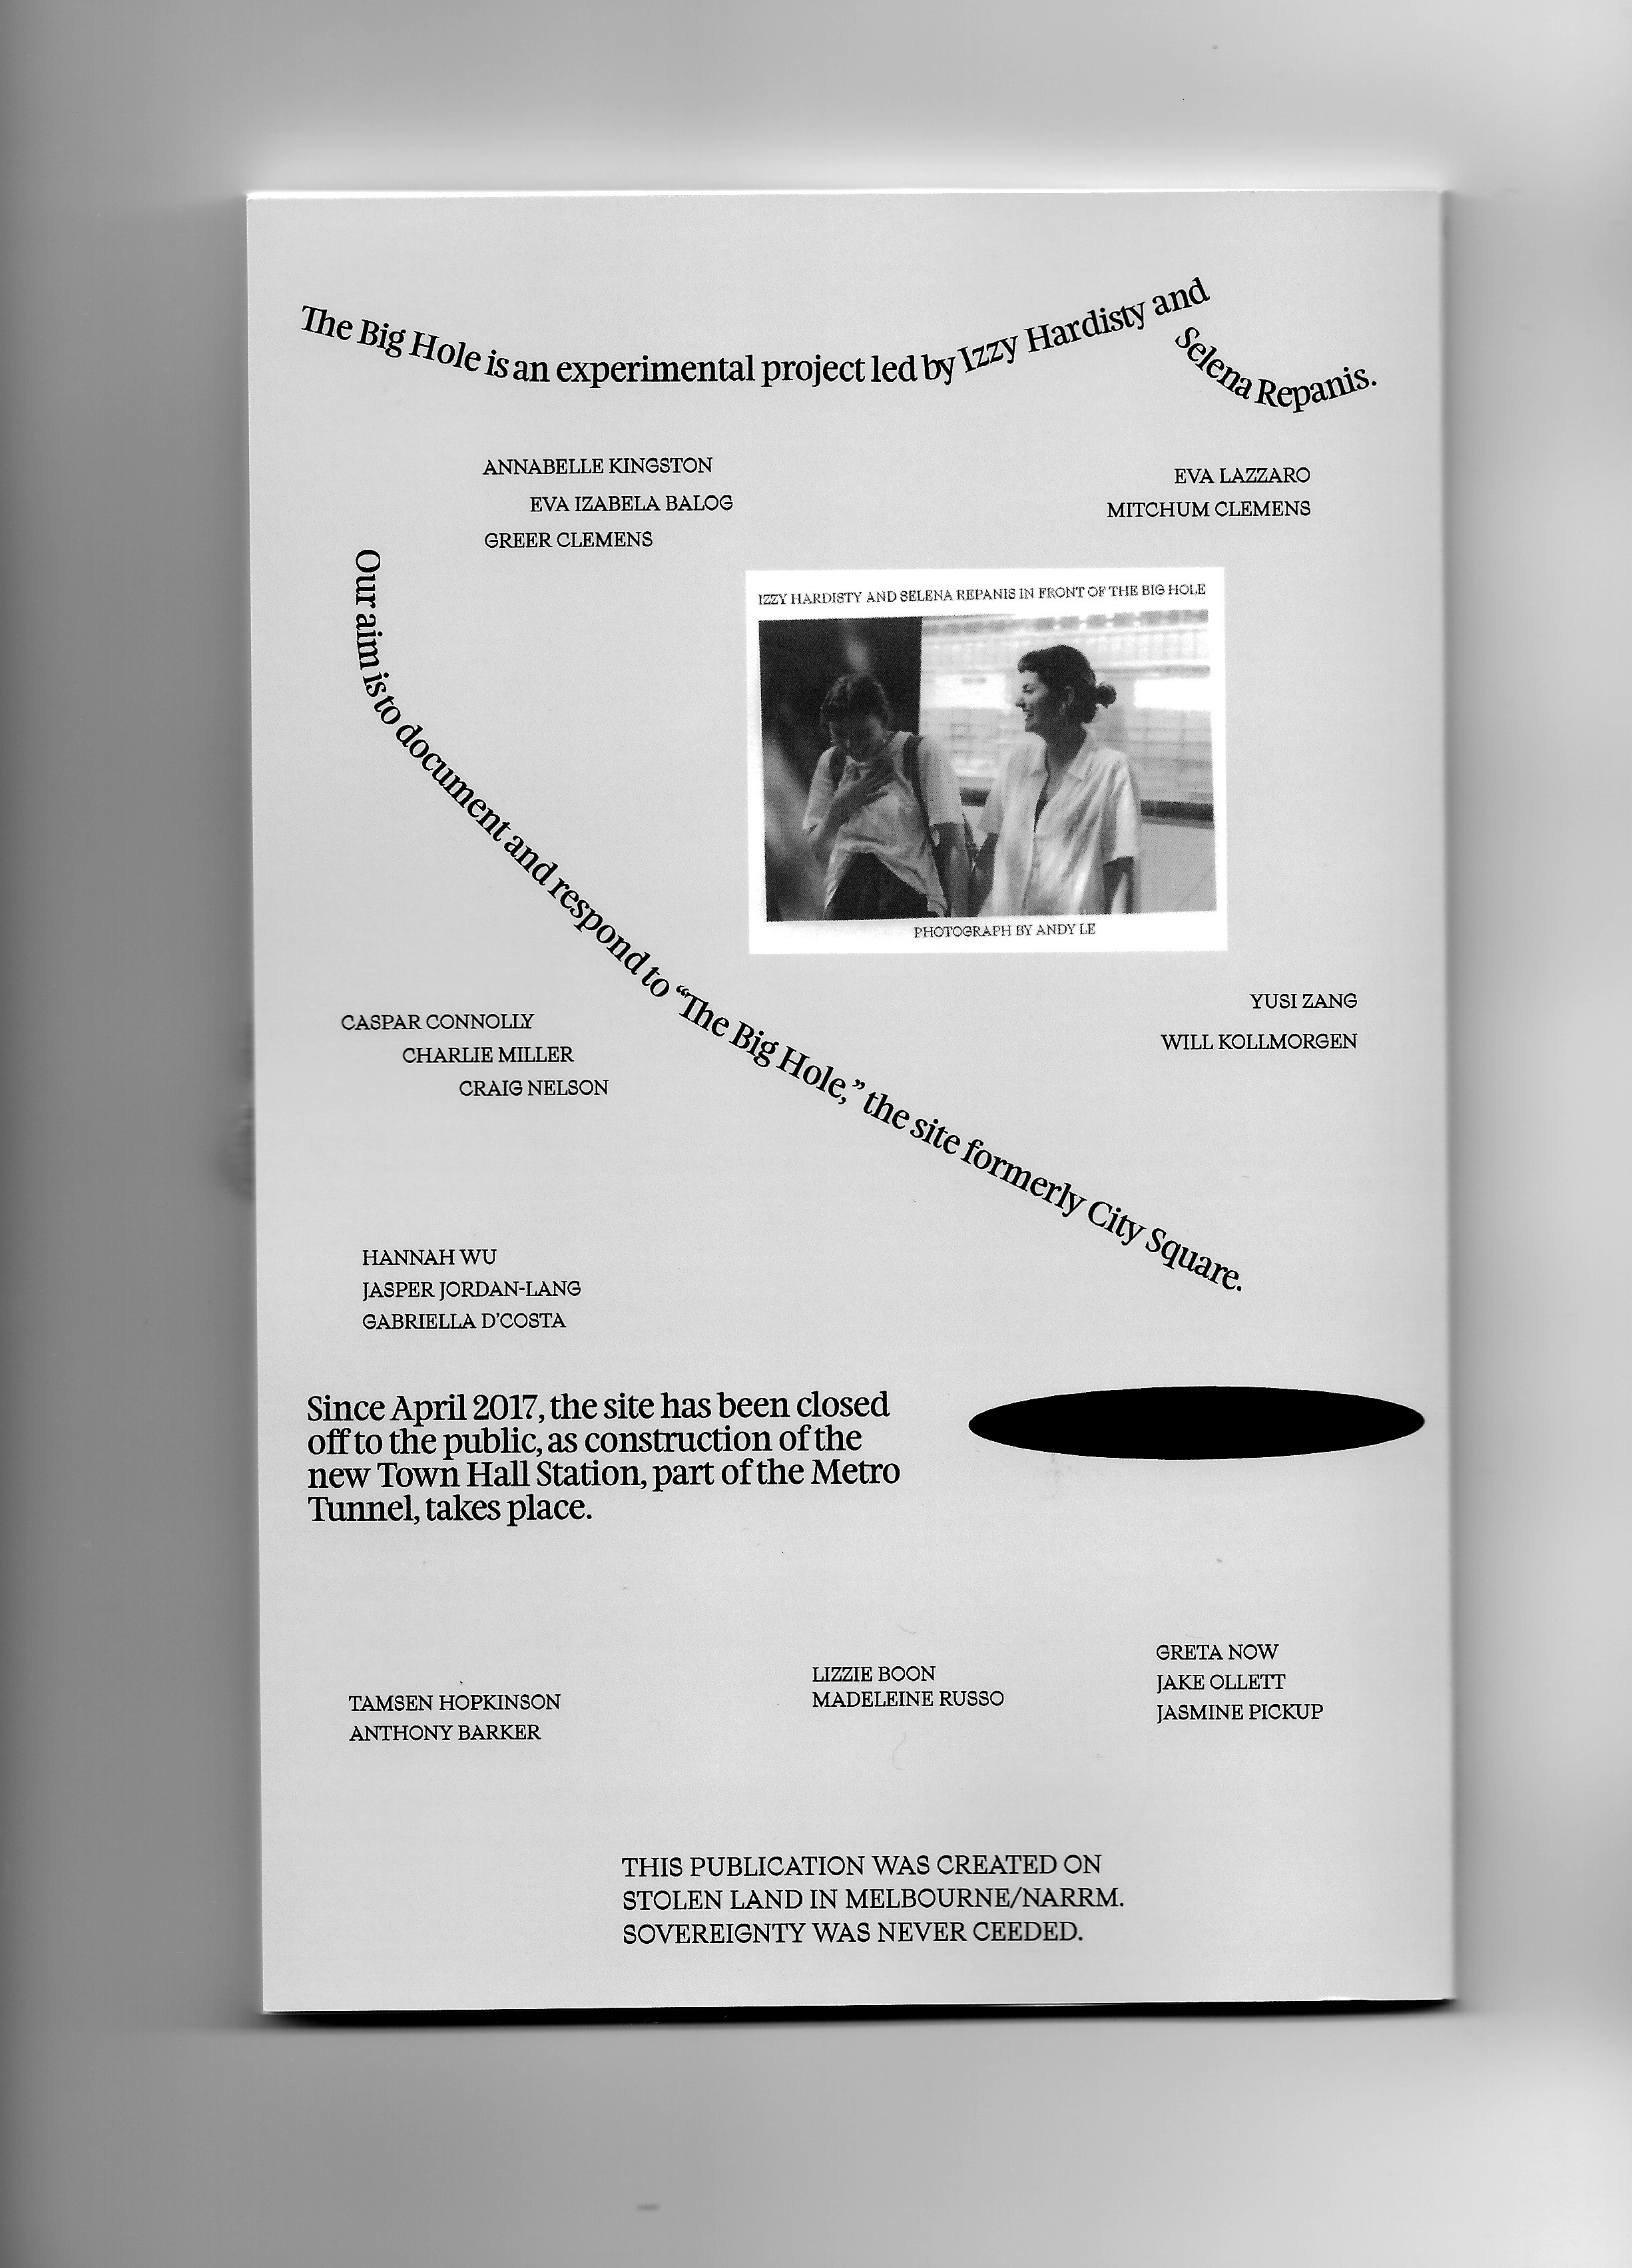 The Big Hole is an experimental project led by Izzy Hardisty and
Selena Repanis.
ANNABELLE KINGSTON
EVA IZABELA BALOG
GREER CLEMENS
EVA LAZZARO
MITCHUM CLEMENS
Our aim is to document and respond to “The Big Hole,” the site formerly City Square.
IZZY HARDISTY AND SELENA REPANIS IN FRONT OF THE BIG HOLE
PHOTOGRAPH BY ANDY LE
CASPAR CONNOLLY
CHARLIE MILLER
CRAIG NELSON
YUSI ZANG
WILL KOLLMORGEN
HANNAH WU
JASPER JORDAN-LANG
GABRIELLA D’COSTA
Since April 2017, the site has been closed
off to the public, as construction of the
new Town Hall Station, part of the Metro
Tunnel, takes place.
TAMSEN HOPKINSON
ANTHONY BARKER
LIZZIE BOON
MADELEINE RUSSO
GRETA NOW
JAKE OLLETT
JASMINE PICKUP
THIS PUBLICATION WAS CREATED ON
STOLEN LAND IN MELBOURNE/NARRM.
SOVEREIGNTY WAS NEVER CEEDED.